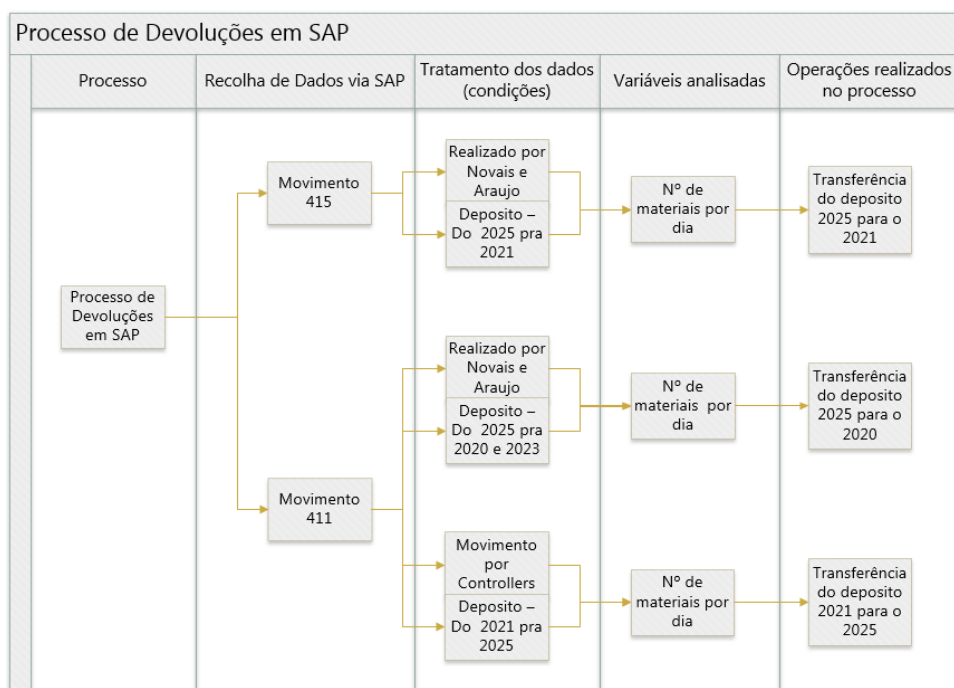 Processo de Devoluções em SAP
Processo
Recolha de Dados via SAP
Tratamento dos dados
(condições)
Variáveis analisadas
Operações realizados
no processo
Processo de
Devoluções
em SAP
Movimento
415
Realizado por
Novais e
Araujo
Deposito –
Do 2025 pra
2021
Nº de
materiais por
dia
Transferência
do deposito
2025 para o
2021
Movimento
411
Realizado por
Novais e
Araujo
Deposito –
Do 2025 pra
2020 e 2023
Nº de
materiais por
dia
Transferência
do deposito
2025 para o
2020
Movimento
por
Controllers
Deposito –
Do 2021 pra
2025
Nº de
materiais por
dia
Transferência
do deposito
2021 para o
2025